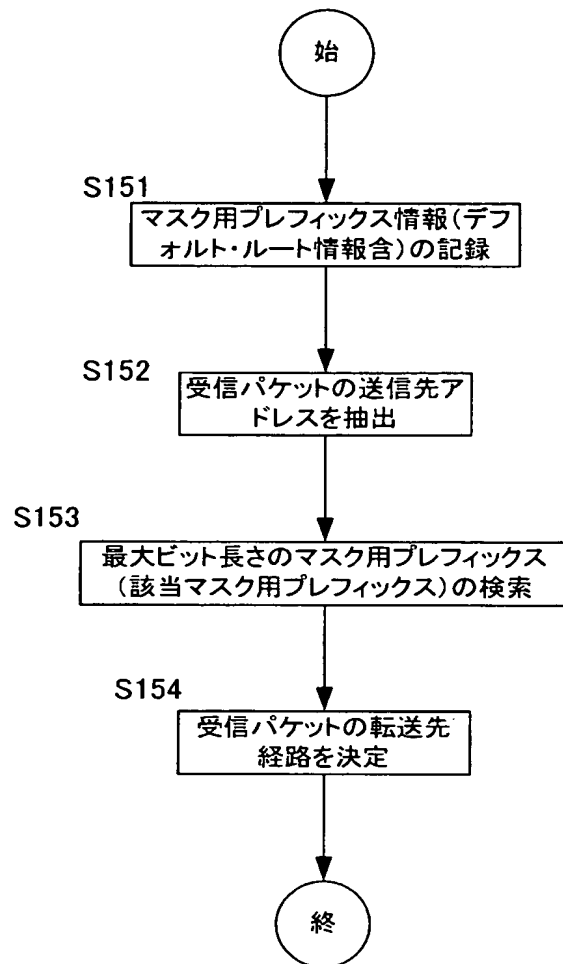 始
S151
マスク用プレフィックス情報(デフ
ォルト・ルート情報含)の記録
S152
受信パケットの送信先ア
ドレスを抽出
S153
最大ビット長さのマスク用プレフィックス
(該当マスク用プレフィックス)の検索
S154
受信パケットの転送先
経路を決定
終